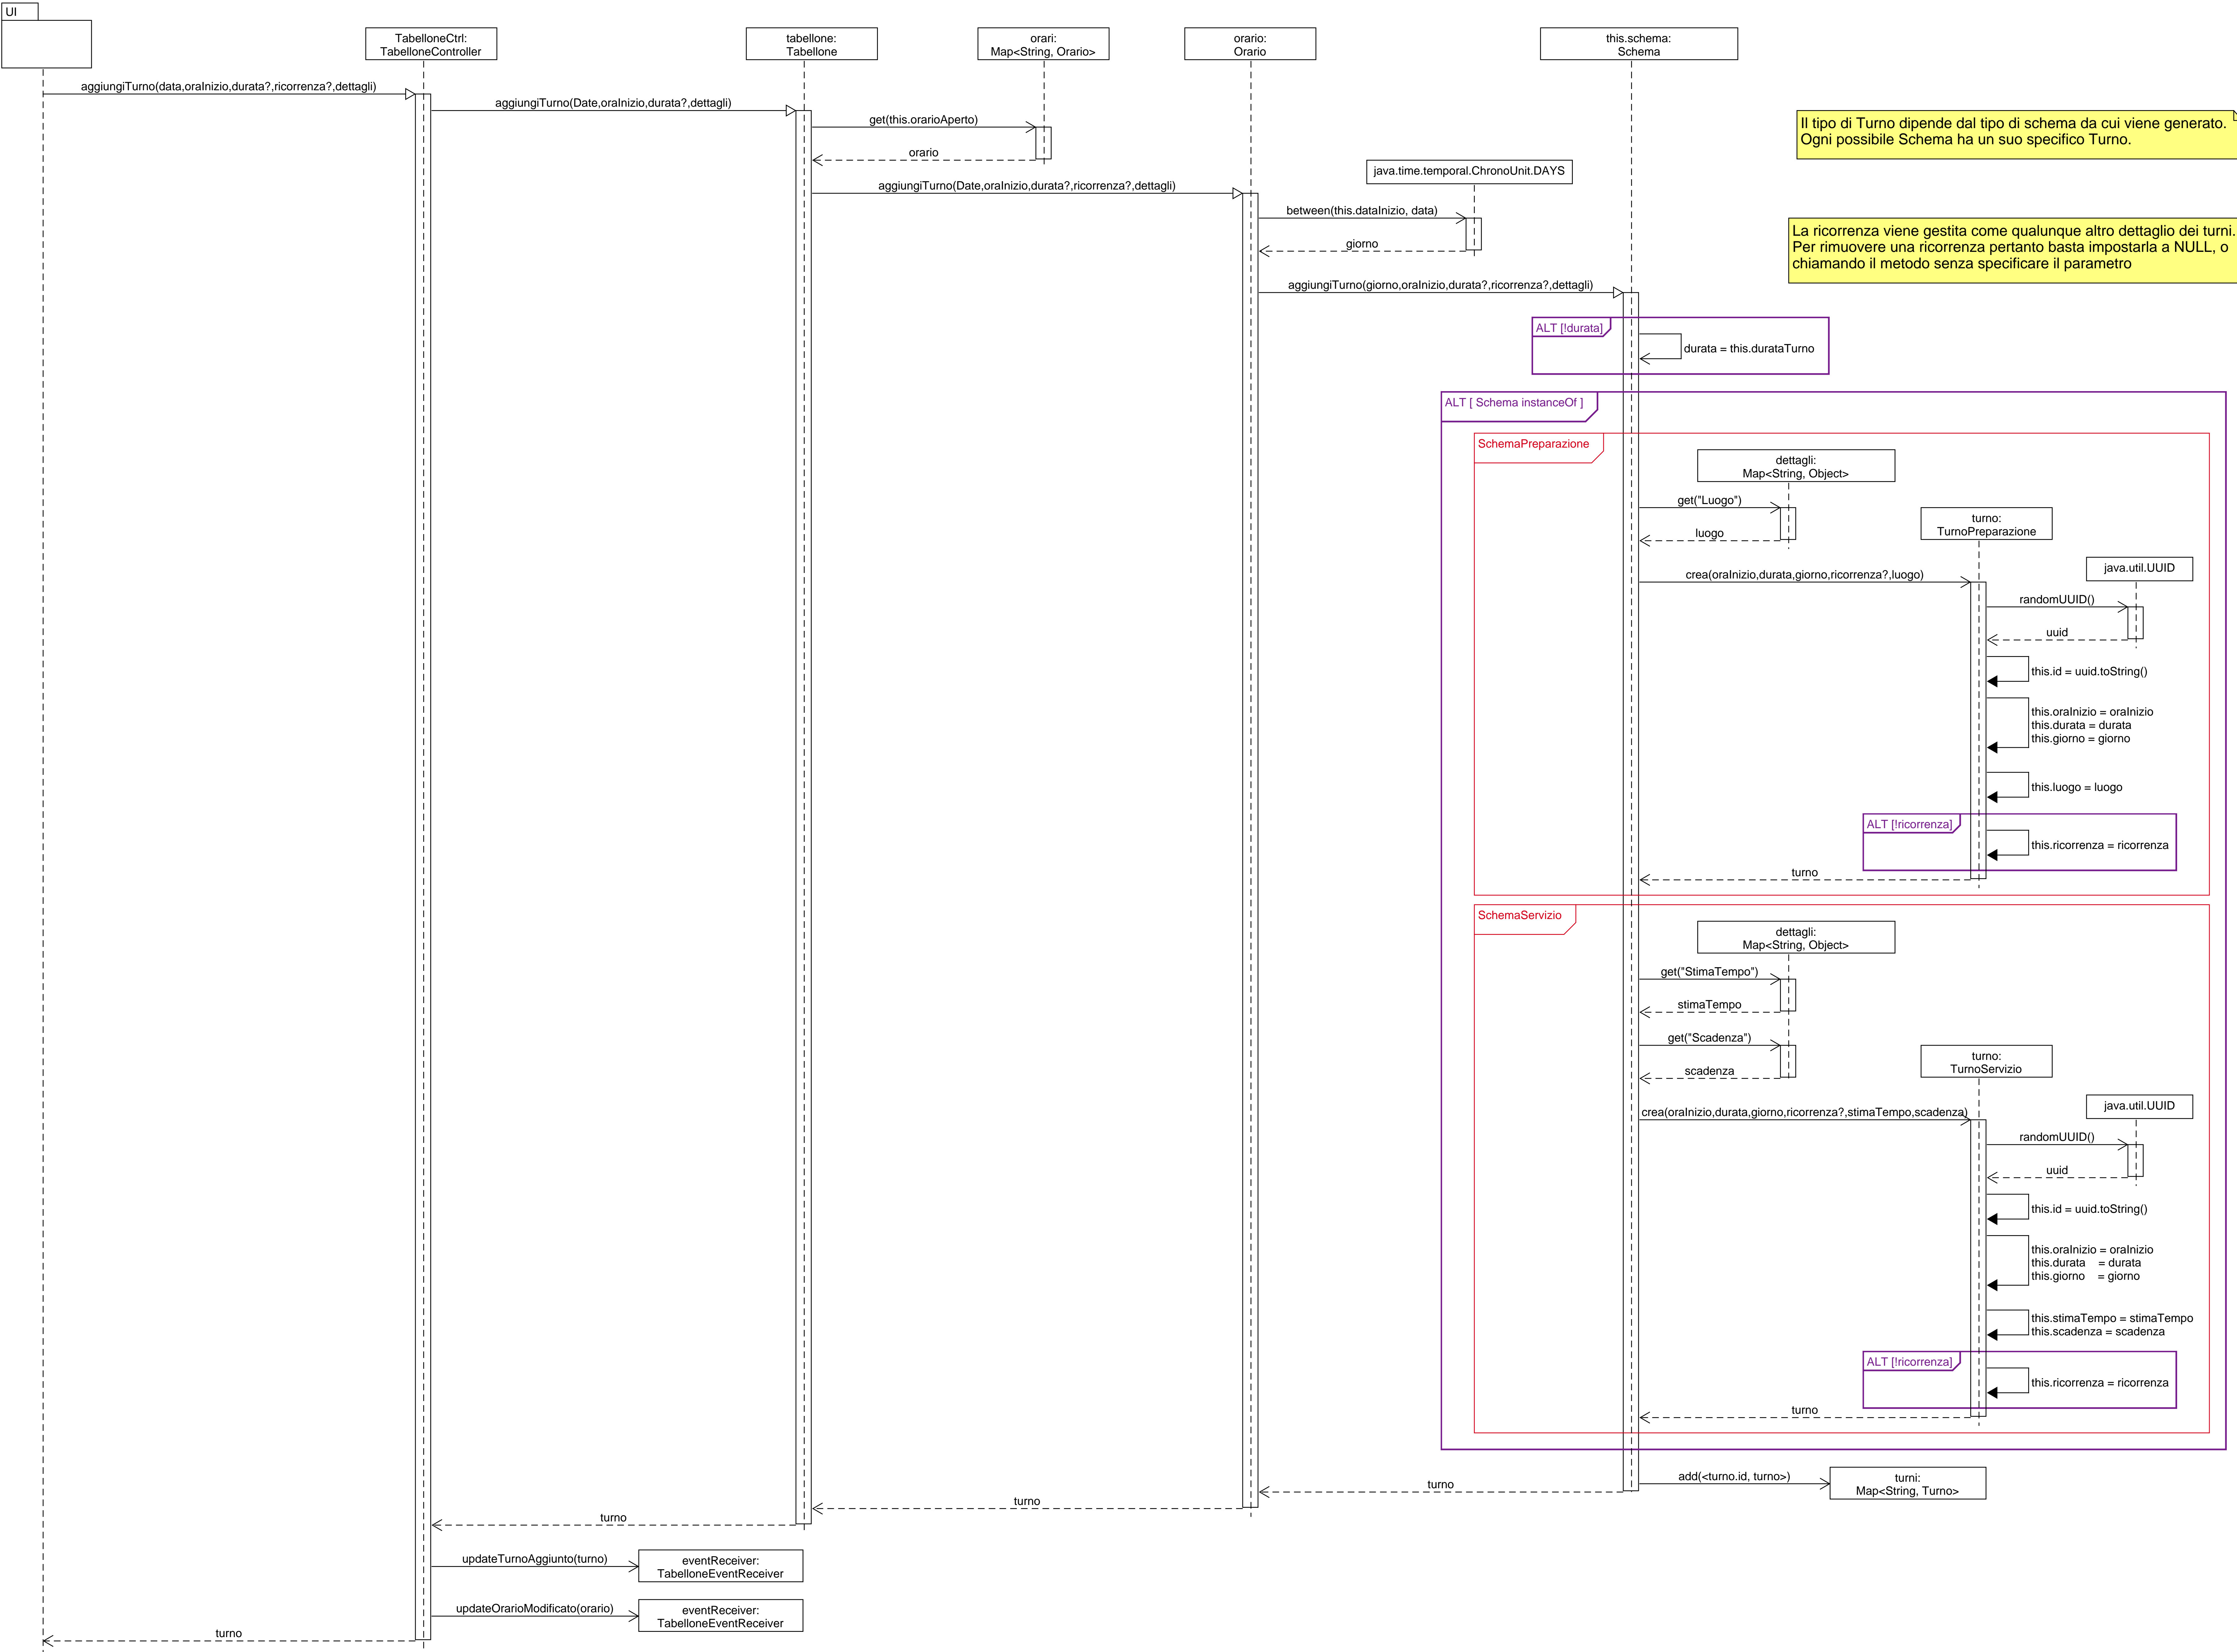 UI
TabelloneCtrl:
TabelloneController
tabellone:
Tabellone
orari:
Map<String, Orario>
orario:
Orario
this.schema:
Schema
aggiungiTurno(data,oraInizio,durata?,ricorrenza?,dettagli)
aggiungiTurno(Date,oraInizio,durata?,dettagli)
get(this.orarioAperto)
orario
Il tipo di Turno dipende dal tipo di schema da cui viene generato.
Ogni possibile Schema ha un suo specifico Turno.
java.time.temporal.ChronoUnit.DAYS
aggiungiTurno(Date,oraInizio,durata?,ricorrenza?,dettagli)
between(this.dataInizio, data)
giorno
La ricorrenza viene gestita come qualunque altro dettaglio dei turni.
Per rimuovere una ricorrenza pertanto basta impostarla a NULL, o
chiamando il metodo senza specificare il parametro
aggiungiTurno(giorno,oraInizio,durata?,ricorrenza?,dettagli)
ALT [!durata]
durata = this.durataTurno
ALT [ Schema instanceOf ]
SchemaPreparazione
dettagli:
Map<String, Object>
get("Luogo")
luogo
turno:
TurnoPreparazione
java.util.UUID
crea(oraInizio,durata,giorno,ricorrenza?,luogo)
randomUUID()
uuid
this.id = uuid.toString()
this.oraInizio = oraInizio
this.durata = durata
this.giorno = giorno
this.luogo = luogo
ALT [!ricorrenza]
this.ricorrenza = ricorrenza
turno
SchemaServizio
dettagli:
Map<String, Object>
get("StimaTempo")
stimaTempo
get("Scadenza")
scadenza
turno:
TurnoServizio
java.util.UUID
crea(oraInizio,durata,giorno,ricorrenza?,stimaTempo,scadenza)
randomUUID()
uuid
this.id = uuid.toString()
this.oraInizio = oraInizio
this.durata = durata
this.giorno = giorno
this.stimaTempo = stimaTempo
this.scadenza = scadenza
ALT [!ricorrenza]
this.ricorrenza = ricorrenza
turno
add(<turno.id, turno>)
turni:
Map<String, Turno>
turno
turno
turno
updateTurnoAggiunto(turno)
eventReceiver:
TabelloneEventReceiver
updateOrarioModificato(orario)
eventReceiver:
TabelloneEventReceiver
turno